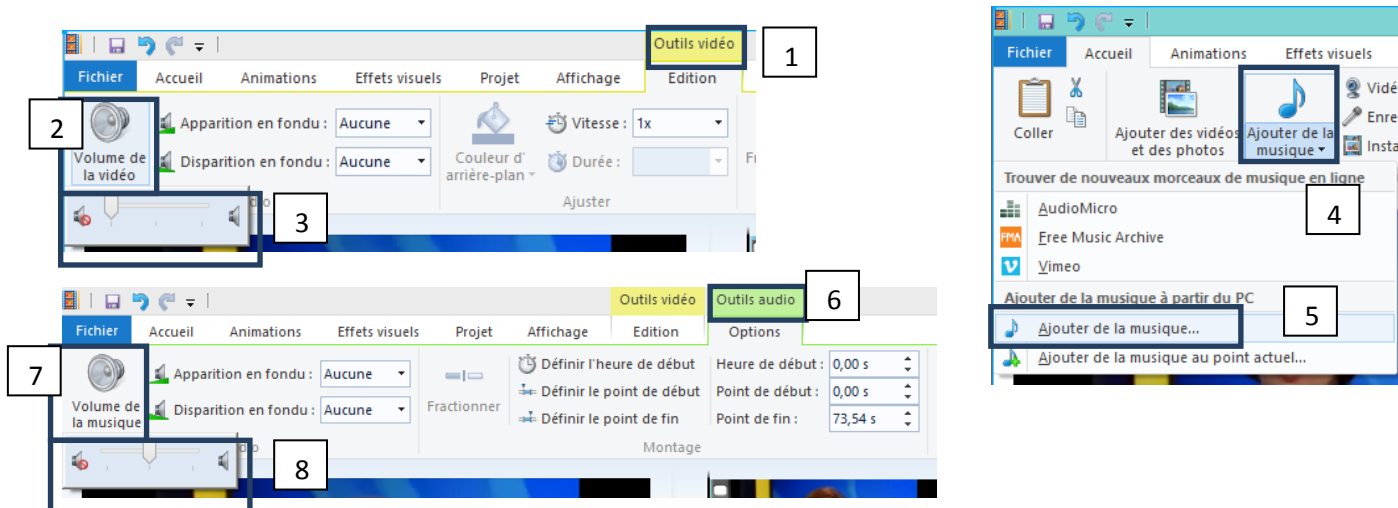 Outils vidéo
1
Fichier Accueil Animations Effets visuels Projet Affichage Edition
2
Volume de la vidéo
Apparition en fondu : Aucune
Disparition en fondu : Aucune
Couleur d'
arrière-plan
Vitesse : 1x
Durée :
Ajuster
3
Outils vidéo Outils audio
6
Fichier Accueil Animations Effets visuels Projet Affichage Edition Options
7
Volume de
la musique
Apparition en fondu : Aucune
Disparition en fondu : Aucune
Fractionner
Définir l'heure de début Heure de début : 0,00 s
Définir le point de début Point de début : 0,00 s
Définir le point de fin Point de fin : 73,54 s
Montage
8
Fichier Accueil Animations Effets visuels
4
Coller
Ajouter des vidéos
et des photos
Ajouter de la
musique
Vidé
Enre
Insta
Trouver de nouveaux morceaux de musique en ligne
AudioMicro
FMA Free Music Archive
Vimeo
Ajouter de la musique à partir du PC
5
Ajouter de la musique...
Ajouter de la musique au point actuel...